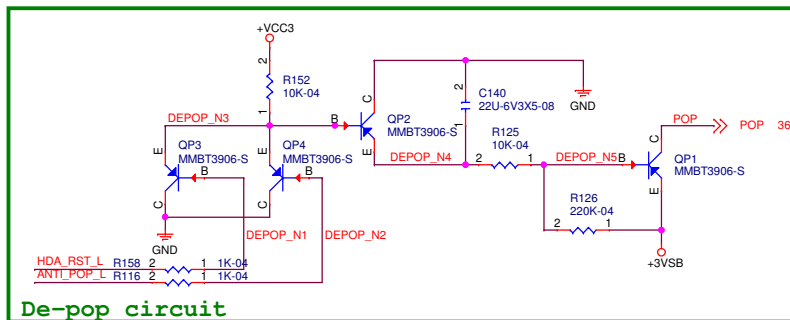 +VCC3
2
R152
10K-04
1
DEPOP_N3
B
C
QP2
MMBT3906-S
E
DEPOP_N4
2
C140
22U-6V3X5-08
1
GND
R125
10K-04
2
1
DEPOP_N5
B
C
POP
POP
36
QP1
MMBT3906-S
E
R126
220K-04
2
1
+3VSB
E
QP3
MMBT3906-S
B
C
E
QP4
MMBT3906-S
B
C
GND
DEPOP_N1
DEPOP_N2
HDA_RST_L
R158
2
1
1K-04
ANTI_POP_L
R116
2
1
1K-04
De-pop circuit